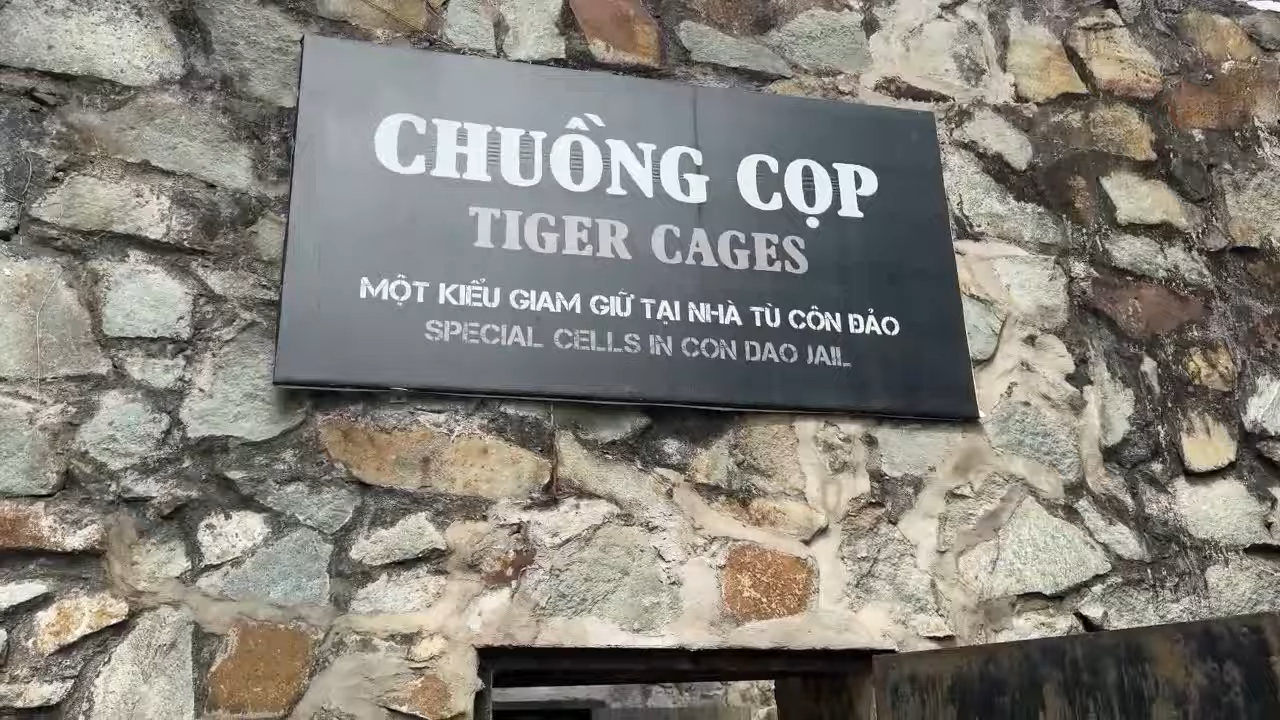 CHUỒNG CỌP
TIGER CAGES
MỘT KIỂU GIAM GIỮ TẠI NHÀ TÙ CÔN ĐẢO
SPECIAL CELLS IN CON DAO JAIL